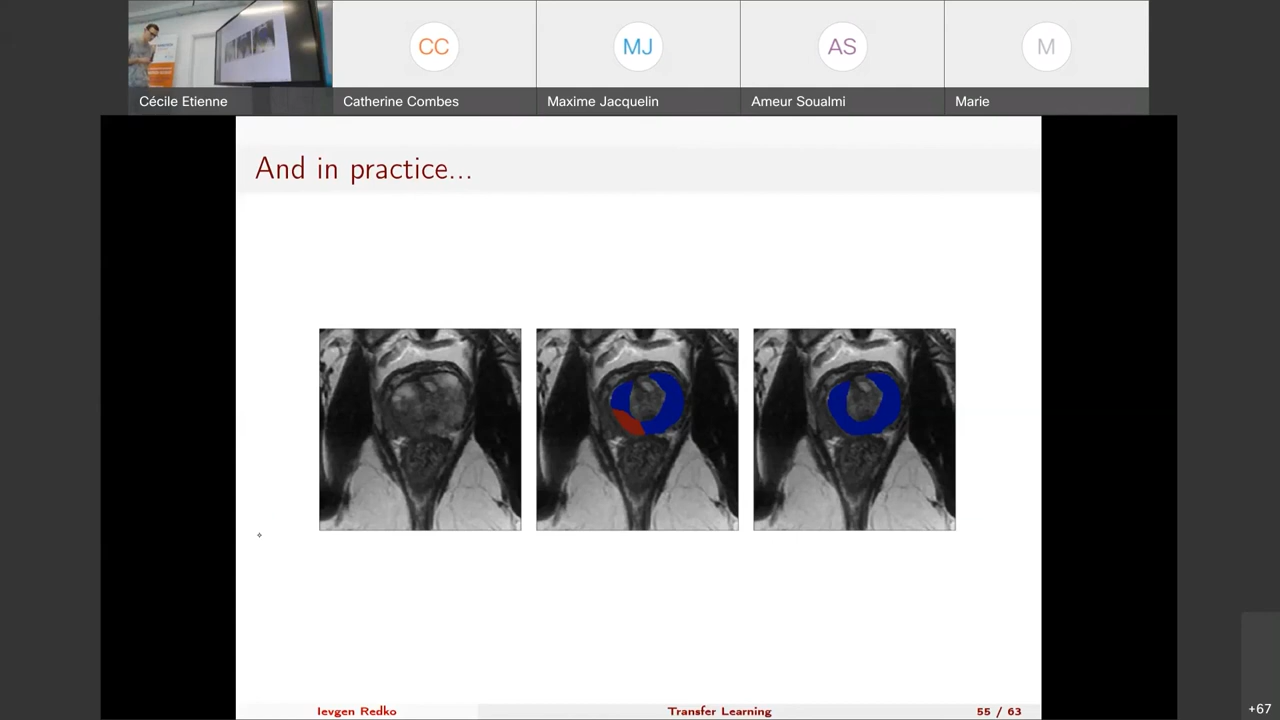 CC
MJ
AS
M
Cécile Etienne
Catherine Combes
Maxime Jacquelin
Ameur Soualmi
Marie
And in practice...
Ievgen Redko
Transfer Learning
55 / 63
+67